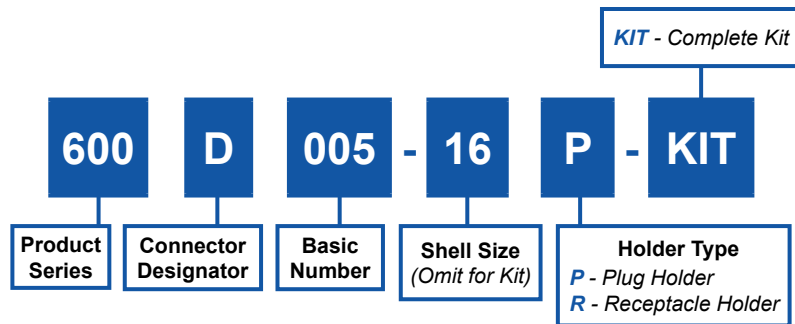 KIT - Complete Kit
600 D 005 - 16 P - KIT
Product
Series
Connector
Designator
Basic
Number
Shell Size
(Omit for Kit)
Holder Type
P - Plug Holder
R - Receptacle Holder